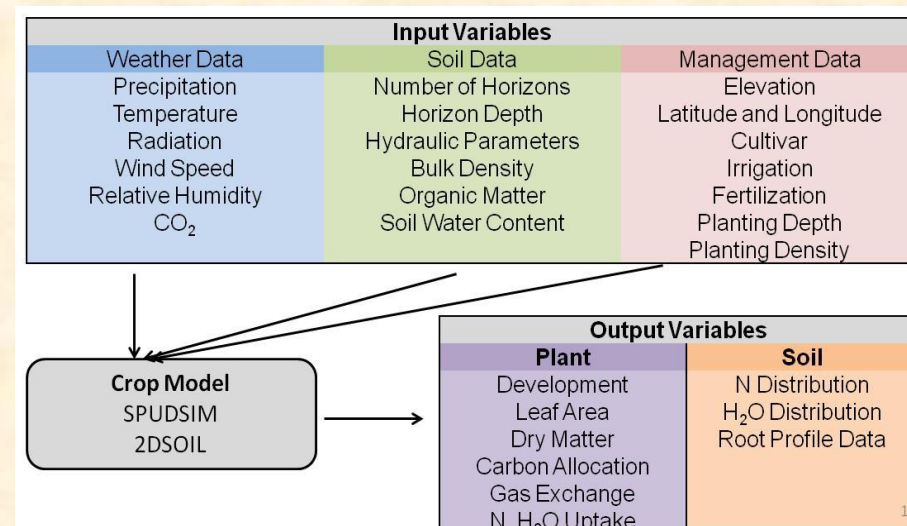 Input Variables
Weather Data
Precipitation
Temperature
Radiation
Wind Speed
Relative Humidity
CO₂
Soil Data
Number of Horizons
Horizon Depth
Hydraulic Parameters
Bulk Density
Organic Matter
Soil Water Content
Management Data
Elevation
Latitude and Longitude
Cultivar
Irrigation
Fertilization
Planting Depth
Planting Density
Crop Model
SPUDSIM
2DSOIL
Output Variables
Plant
Development
Leaf Area
Dry Matter
Carbon Allocation
Gas Exchange
N, H₂O Uptake
Soil
N Distribution
H₂O Distribution
Root Profile Data
1